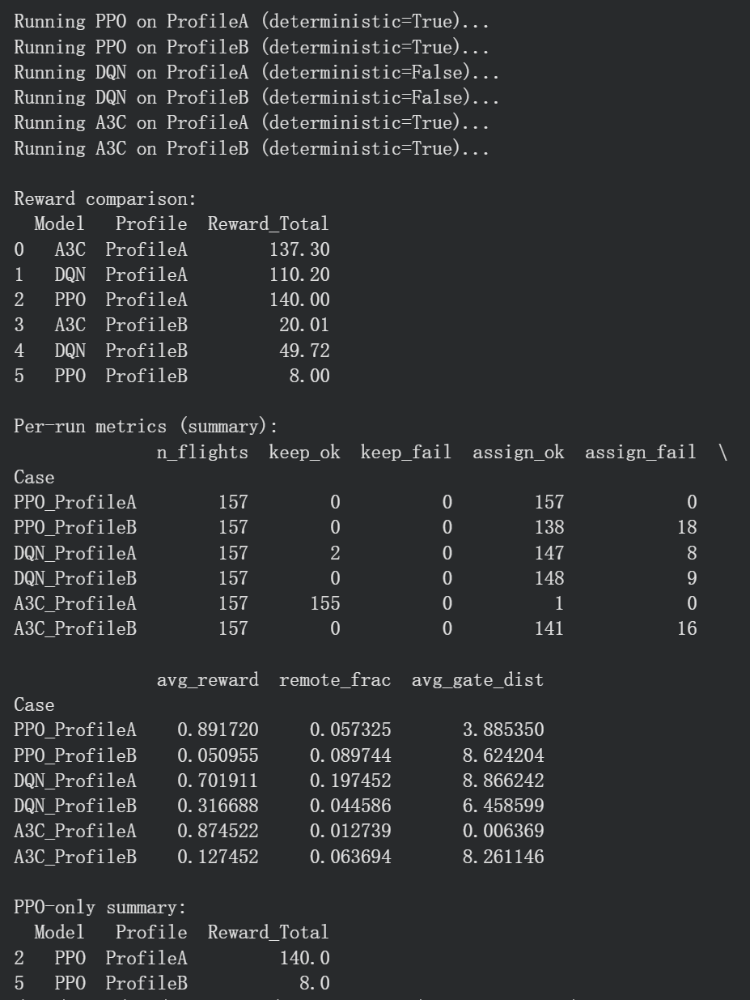 Running PPO on ProfileA (deterministic=True)...
Running PPO on ProfileB (deterministic=True)...
Running DQN on ProfileA (deterministic=False)...
Running DQN on ProfileB (deterministic=False)...
Running A3C on ProfileA (deterministic=True)...
Running A3C on ProfileB (deterministic=True)...

Reward comparison:
  Model   Profile  Reward_Total
0   A3C  ProfileA        137.30
1   DQN  ProfileA        110.20
2   PPO  ProfileA        140.00
3   A3C  ProfileB         20.01
4   DQN  ProfileB         49.72
5   PPO  ProfileB          8.00

Per-run metrics (summary):
              n_flights  keep_ok  keep_fail  assign_ok  assign_fail  \
Case
PPO_ProfileA        157        0          0        157            0
PPO_ProfileB        157        0          0        138           18
DQN_ProfileA        157        2          0        147            8
DQN_ProfileB        157        0          0        148            9
A3C_ProfileA        157      155          0          1            0
A3C_ProfileB        157        0          0        141           16

              avg_reward  remote_frac  avg_gate_dist
Case
PPO_ProfileA    0.891720     0.057325       3.885350
PPO_ProfileB    0.050955     0.089744       8.624204
DQN_ProfileA    0.701911     0.197452       8.866242
DQN_ProfileB    0.316688     0.044586       6.458599
A3C_ProfileA    0.874522     0.012739       0.006369
A3C_ProfileB    0.127452     0.063694       8.261146

PPO-only summary:
  Model   Profile  Reward_Total
2   PPO  ProfileA         140.0
5   PPO  ProfileB           8.0